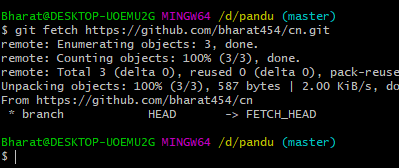 Bharat@DESKTOP-UOEMU2G MINGW64 /d/pandu (master)
$ git fetch https://github.com/bharat454/cn.git
remote: Enumerating objects: 3, done.
remote: Counting objects: 100% (3/3), done.
remote: Total 3 (delta 0), reused 0 (delta 0), pack-reuse
Unpacking objects: 100% (3/3), 587 bytes | 2.00 KiB/s, do
From https://github.com/bharat454/cn
 * branch            HEAD       -> FETCH_HEAD
Bharat@DESKTOP-UOEMU2G MINGW64 /d/pandu (master)
$